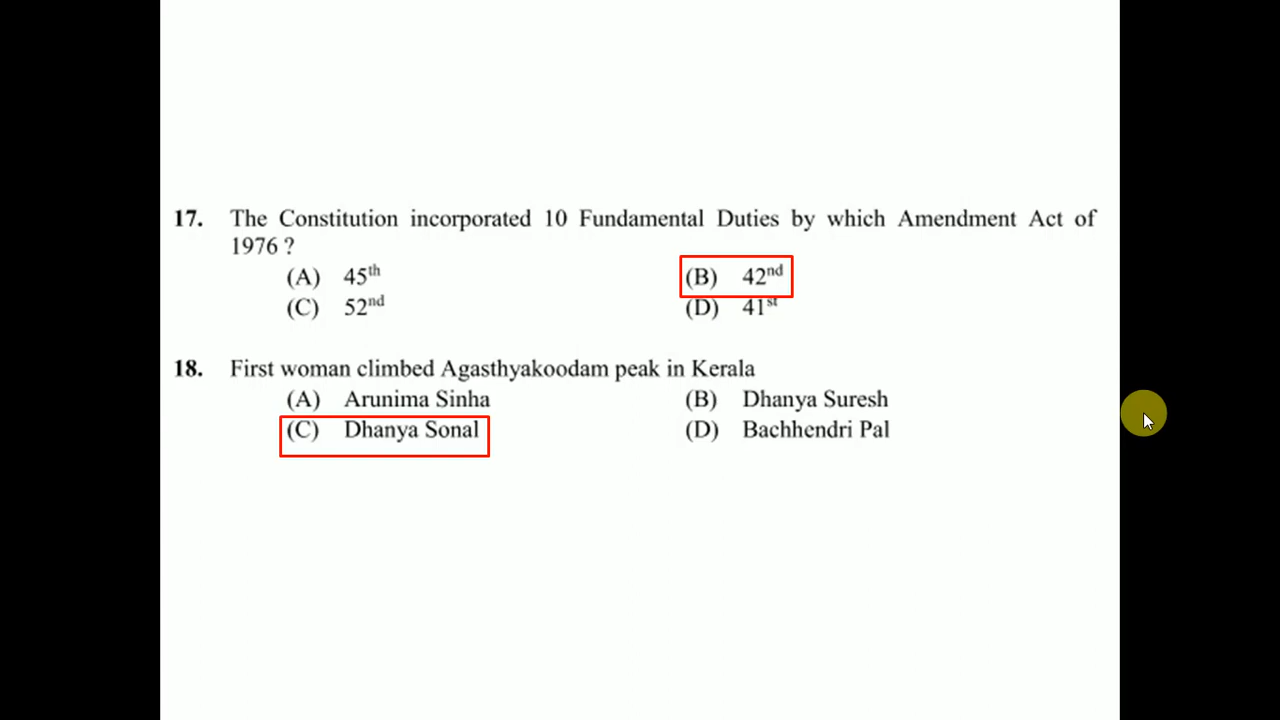 17. The Constitution incorporated 10 Fundamental Duties by which Amendment Act of
1976 ?
(A) 45th (B) 42nd
(C) 52nd (D) 41st
18. First woman climbed Agasthyakoodam peak in Kerala
(A) Arunima Sinha (B) Dhanya Suresh
(C) Dhanya Sonal (D) Bachhendri Pal